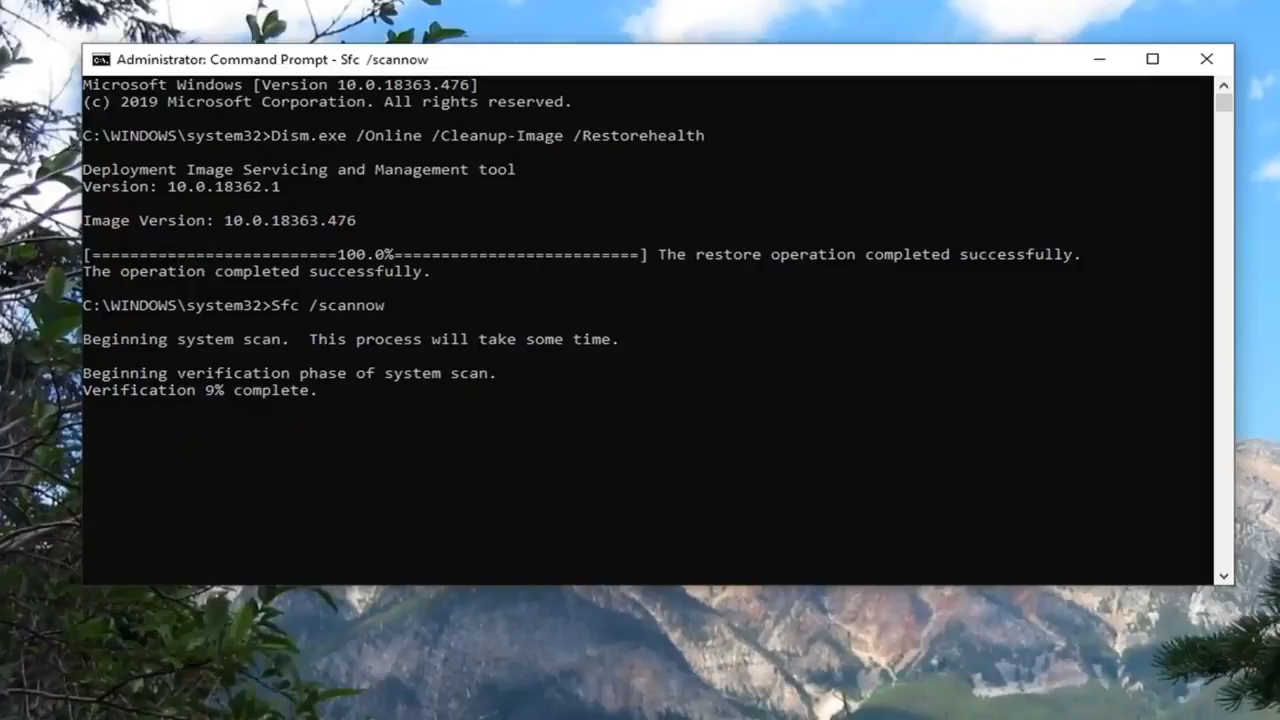 Administrator: Command Prompt - Sfc  /scannow
Microsoft Windows [Version 10.0.18363.476]
(c) 2019 Microsoft Corporation. All rights reserved.
C:\WINDOWS\system32>Dism.exe /Online /Cleanup-Image /Restorehealth
Deployment Image Servicing and Management tool
Version: 10.0.18362.1
Image Version: 10.0.18363.476
[==========================100.0%==========================] The restore operation completed successfully.
The operation completed successfully.
C:\WINDOWS\system32>Sfc /scannow
Beginning system scan.  This process will take some time.
Beginning verification phase of system scan.
Verification 9% complete.